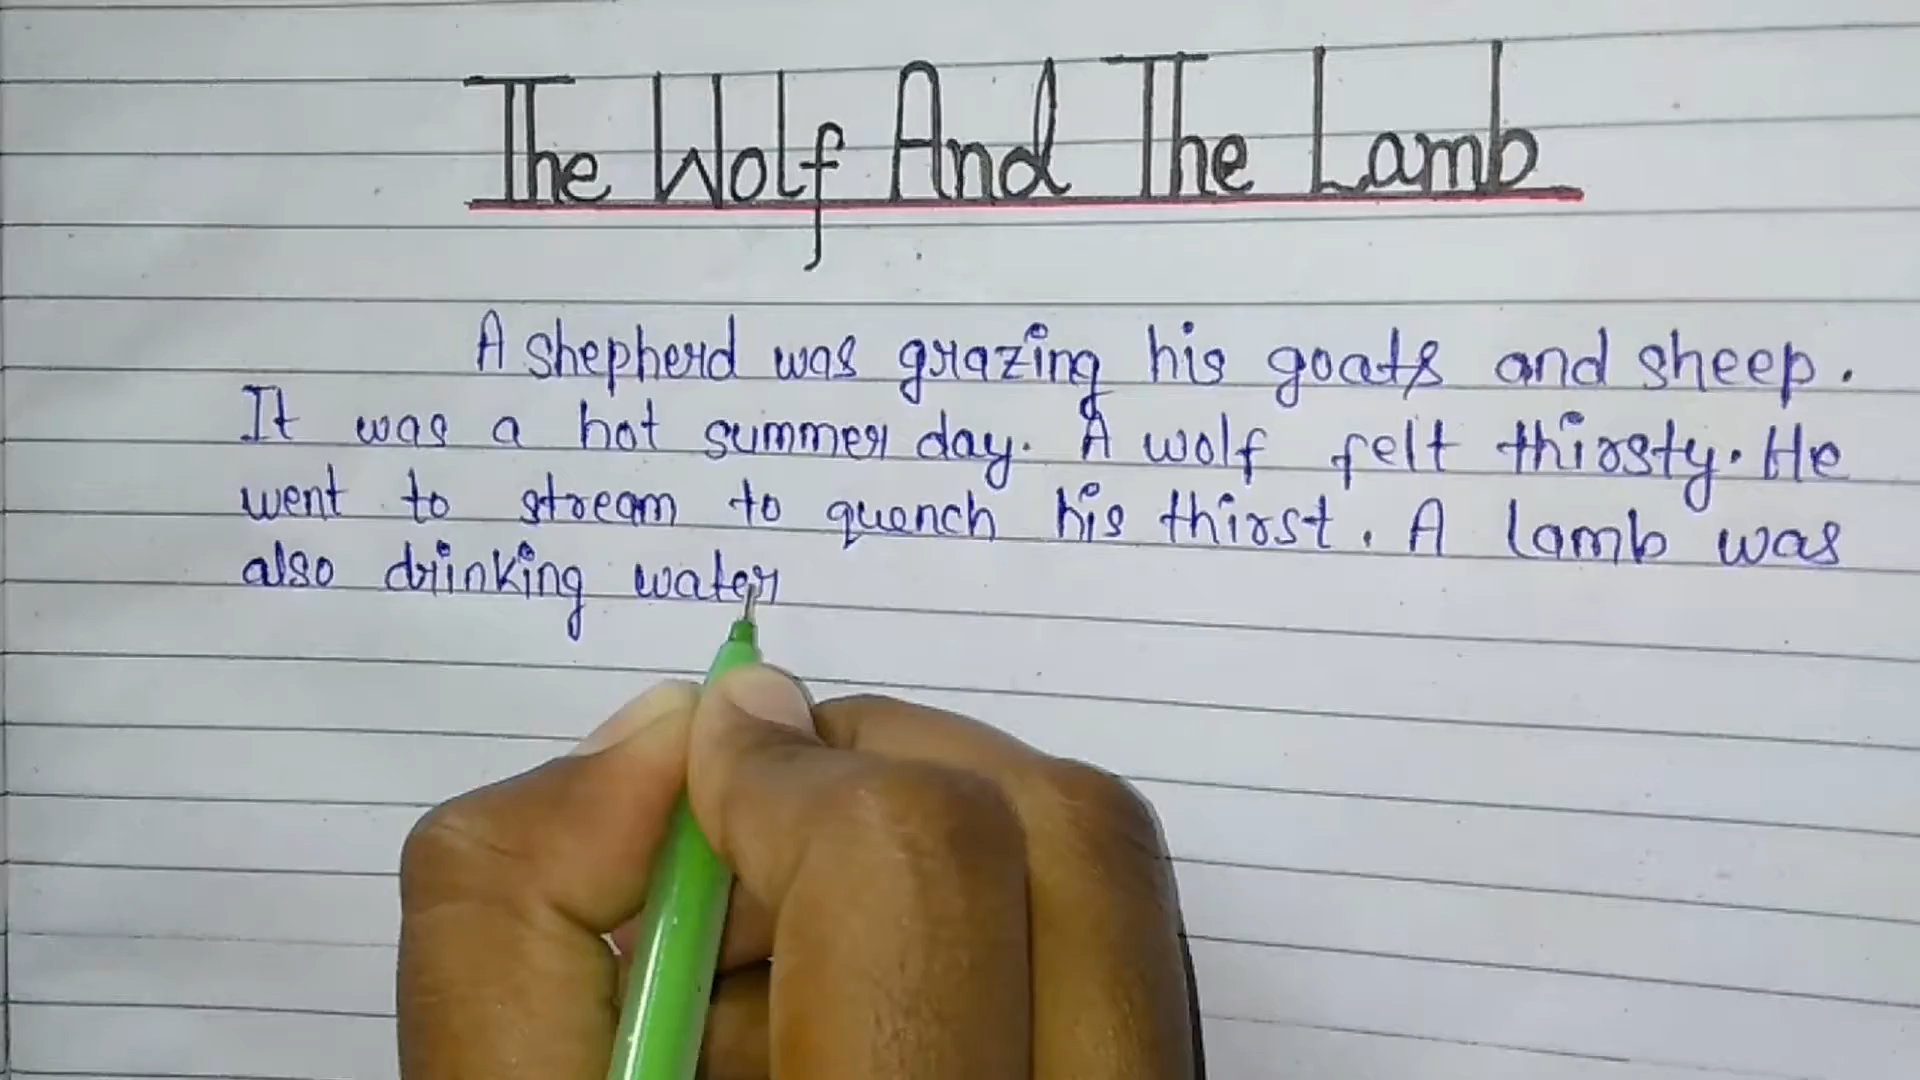 The Wolf And The Lamb
A shepherd was grazing his goats and sheep.
It was a hot summer day. A wolf felt thirsty. He
went to stream to quench his thirst. A lamb was
also drinking water